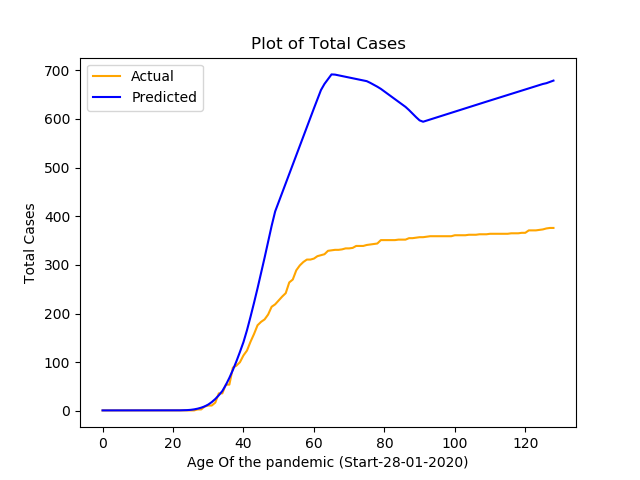 Plot of Total Cases
Actual
Predicted
700
600
500
400
300
200
100
0
Total Cases
0 20 40 60 80 100 120
Age Of the pandemic (Start-28-01-2020)